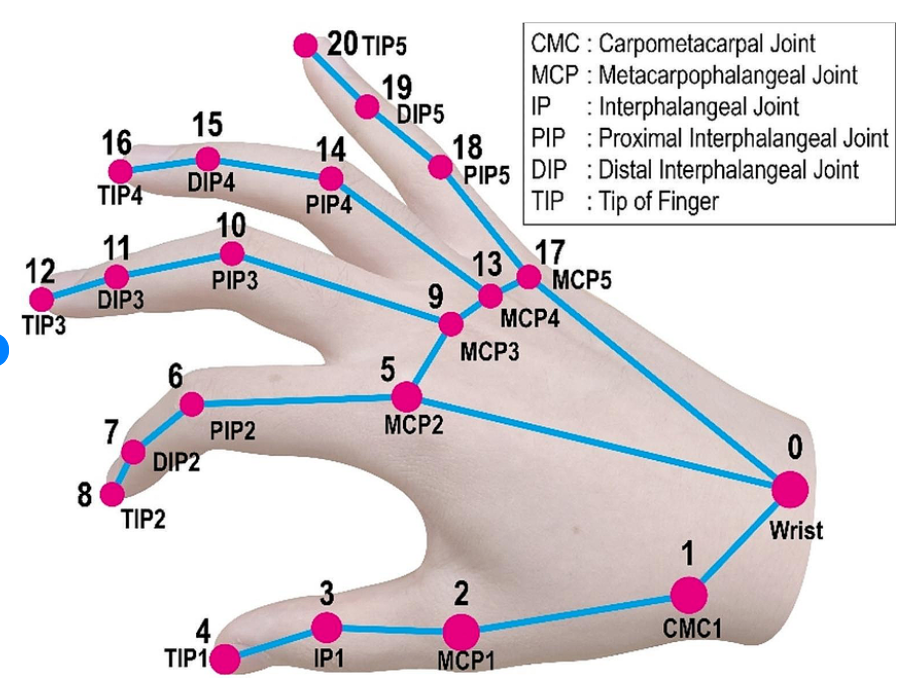 20 TIP5
19
DIP5
18
PIP5
17
MCP5
16
TIP4
15
DIP4
14
PIP4
13
MCP4
12
TIP3
11
DIP3
10
PIP3
9
MCP3
8
TIP2
7
DIP2
6
PIP2
5
MCP2
4
TIP1
3
IP1
2
MCP1
1
CMC1
0
Wrist
CMC : Carpometacarpal Joint
MCP : Metacarpophalangeal Joint
IP : Interphalangeal Joint
PIP : Proximal Interphalangeal Joint
DIP : Distal Interphalangeal Joint
TIP : Tip of Finger